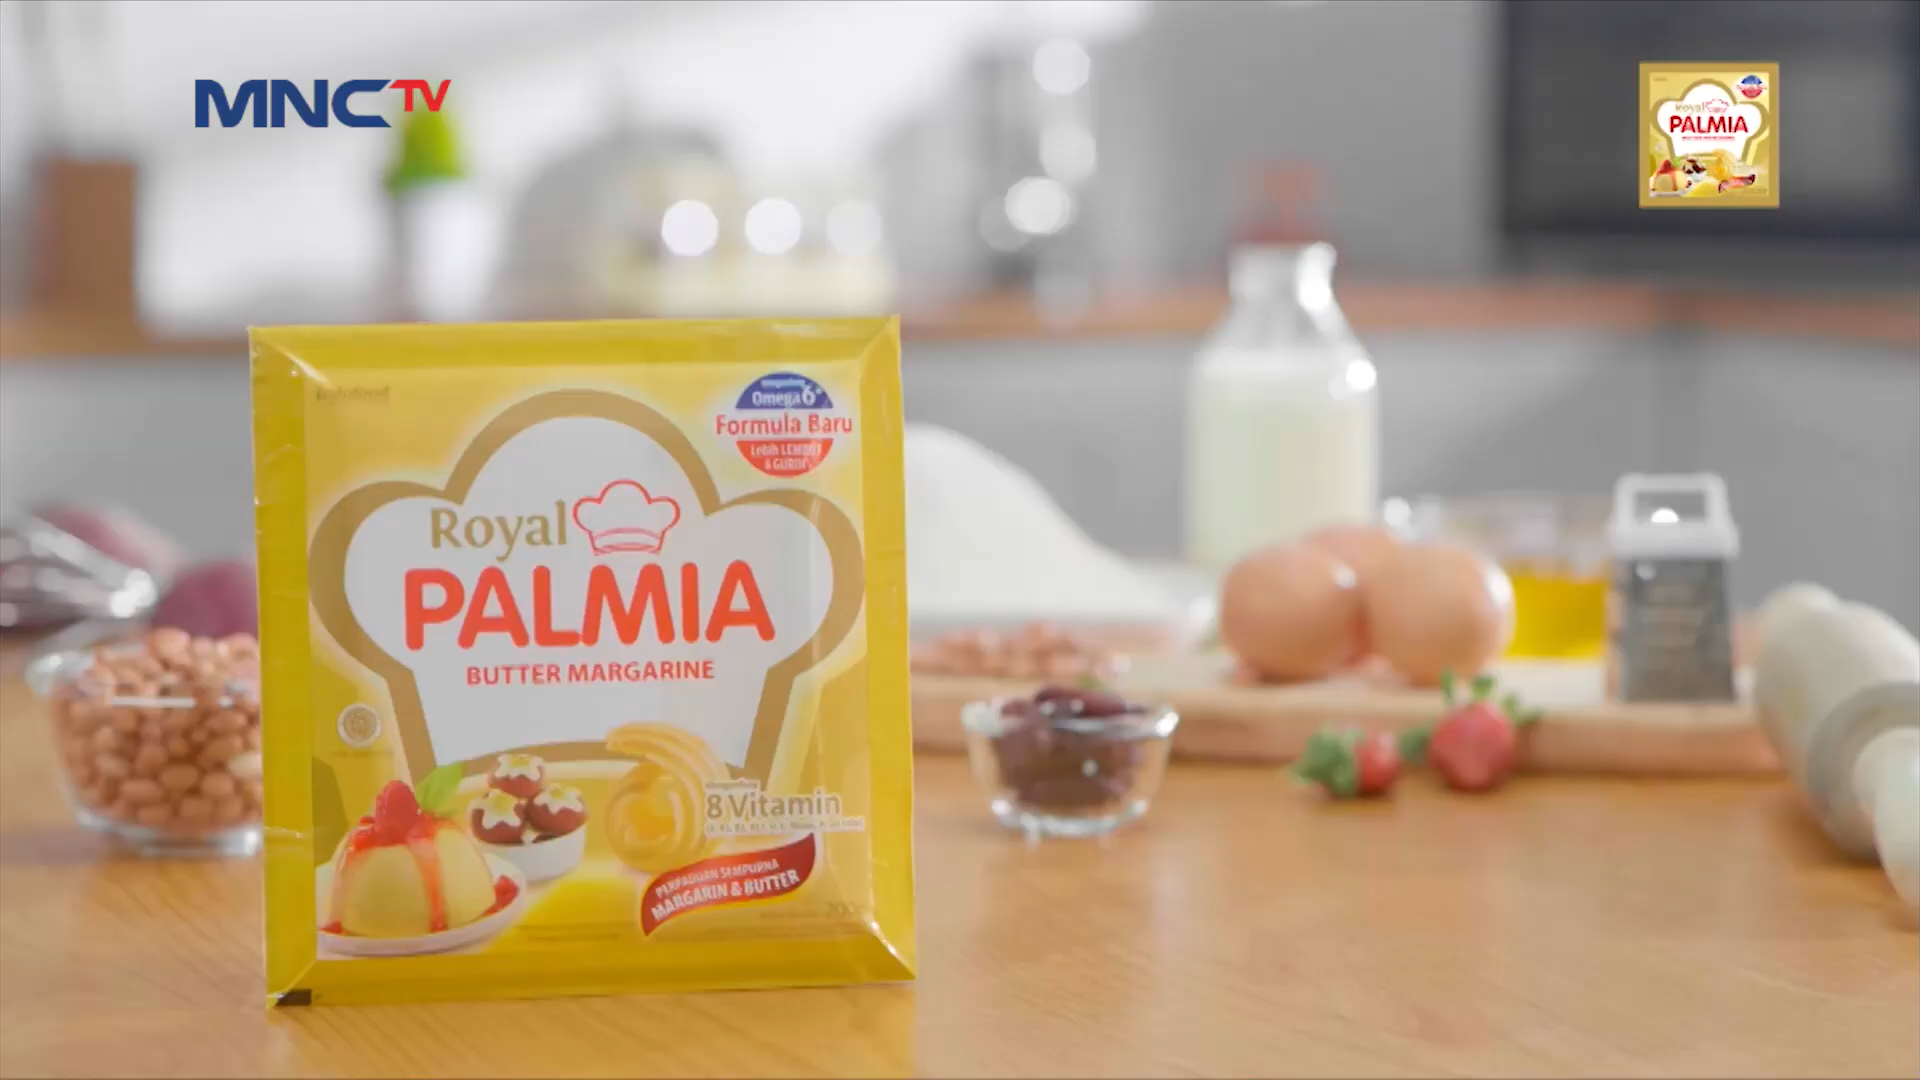 MNCTV
Royal
PALMIA
Omega 6
Formula Baru
Lebih LEMBUT
& GURIH
Royal
PALMIA
BUTTER MARGARINE
8 Vitamin
PERPADUAN SEMPURNA
MARGARIN & BUTTER